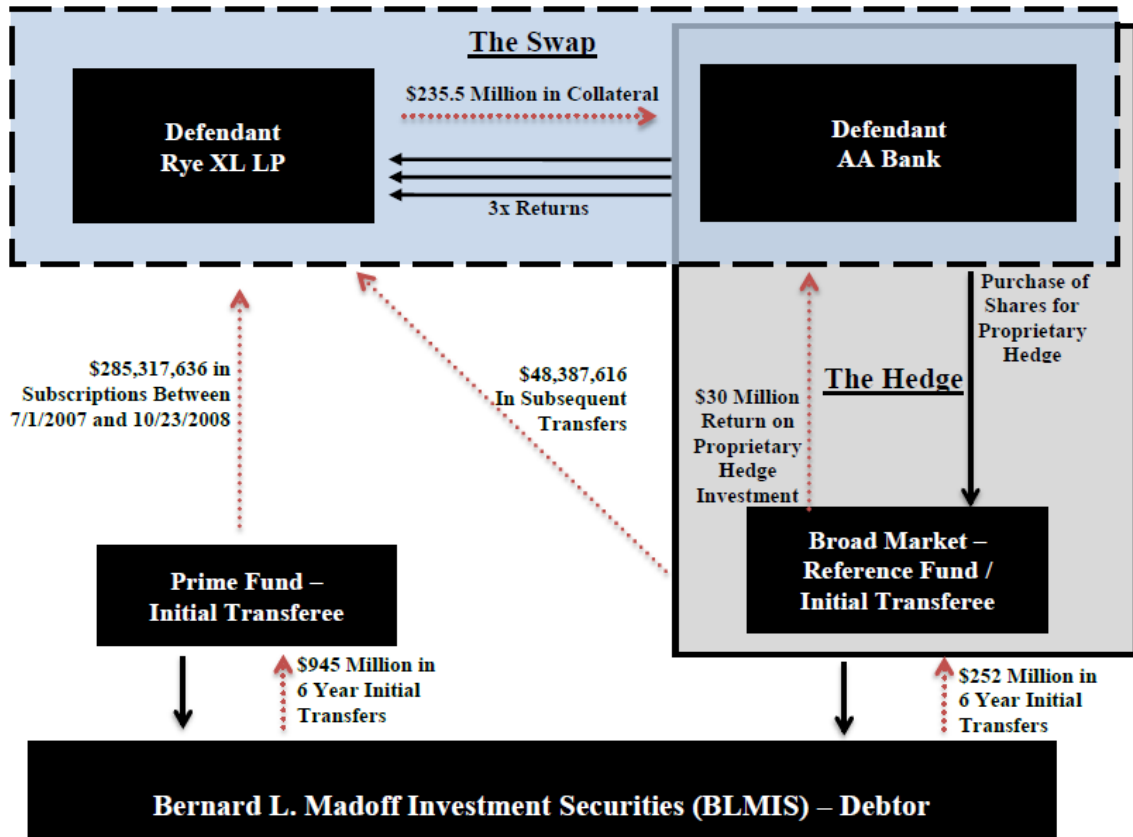 The Swap
Defendant
Rye XL LP
$235.5 Million in Collateral
3x Returns
Defendant
AA Bank
$285,317,636 in
Subscriptions Between
7/1/2007 and 10/23/2008
$48,387,616
In Subsequent
Transfers
Purchase of
Shares for
Proprietary
Hedge
The Hedge
$30 Million
Return on
Proprietary
Hedge
Investment
Prime Fund –
Initial Transferee
Broad Market –
Reference Fund /
Initial Transferee
$945 Million in
6 Year Initial
Transfers
$252 Million in
6 Year Initial
Transfers
Bernard L. Madoff Investment Securities (BLMIS) – Debtor